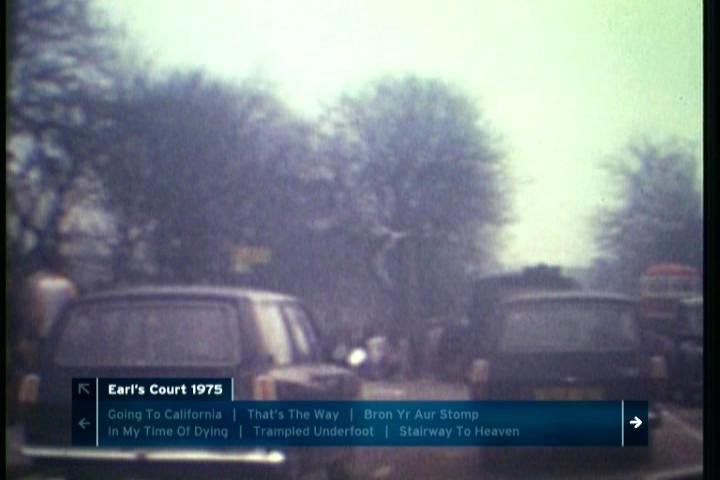 Earl's Court 1975
Going To California | That's The Way | Bron Yr Aur Stomp
In My Time Of Dying | Trampled Underfoot | Stairway To Heaven